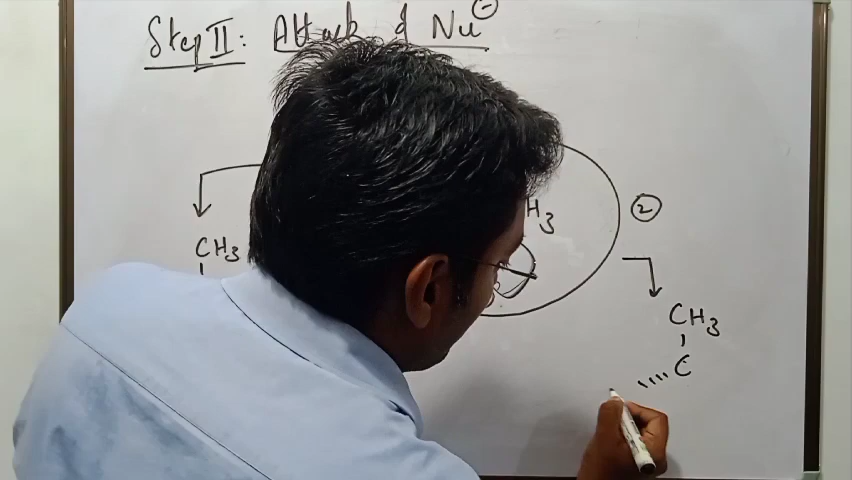 Step II: Attack of Nu⁻
H3
2
CH3
CH3
C